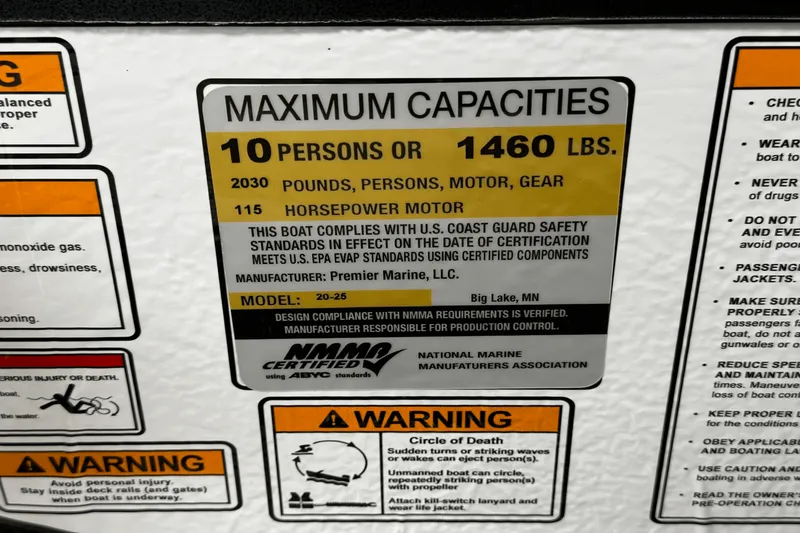 G
alanced
roper
e.
monoxide gas.
ess, drowsiness,
soning.
ERIOUS INJURY OR DEATH.
boat.
the water.
WARNING
Avoid personal injury.
Stay inside deck rails (and gates)
when boat is underway.
MAXIMUM CAPACITIES
10 PERSONS OR 1460 LBS.
2030 POUNDS, PERSONS, MOTOR, GEAR
115 HORSEPOWER MOTOR
THIS BOAT COMPLIES WITH U.S. COAST GUARD SAFETY
STANDARDS IN EFFECT ON THE DATE OF CERTIFICATION
MEETS U.S. EPA EVAP STANDARDS USING CERTIFIED COMPONENTS
MANUFACTURER: Premier Marine, LLC.
MODEL: 20-25 Big Lake, MN
DESIGN COMPLIANCE WITH NMMA REQUIREMENTS IS VERIFIED.
MANUFACTURER RESPONSIBLE FOR PRODUCTION CONTROL.
NMMA
CERTIFIED
using ABYC standards
NATIONAL MARINE
MANUFACTURERS ASSOCIATION
WARNING
Circle of Death
Sudden turns or striking waves
or wakes can eject person(s).
Unmanned boat can circle,
repeatedly striking person(s)
with propeller
Attach kill-switch lanyard and
wear life jacket.
• CHEC
and h
• WEAR
boat to
• NEVER
of drugs
• DO NOT
AND EVE
avoid poo
• PASSENG
JACKETS.
• MAKE SURE
PROPERLY S
passengers fa
boat, do not a
gunwales or o
• REDUCE SPEE
AND MAINTAIN
times. Maneuve
loss of boat cont
• KEEP PROPER L
for the conditions
• OBEY APPLICABL
AND BOATING LA
• USE CAUTION AND
boating in adverse w
• READ THE OWNER'
PRE-OPERATION CH